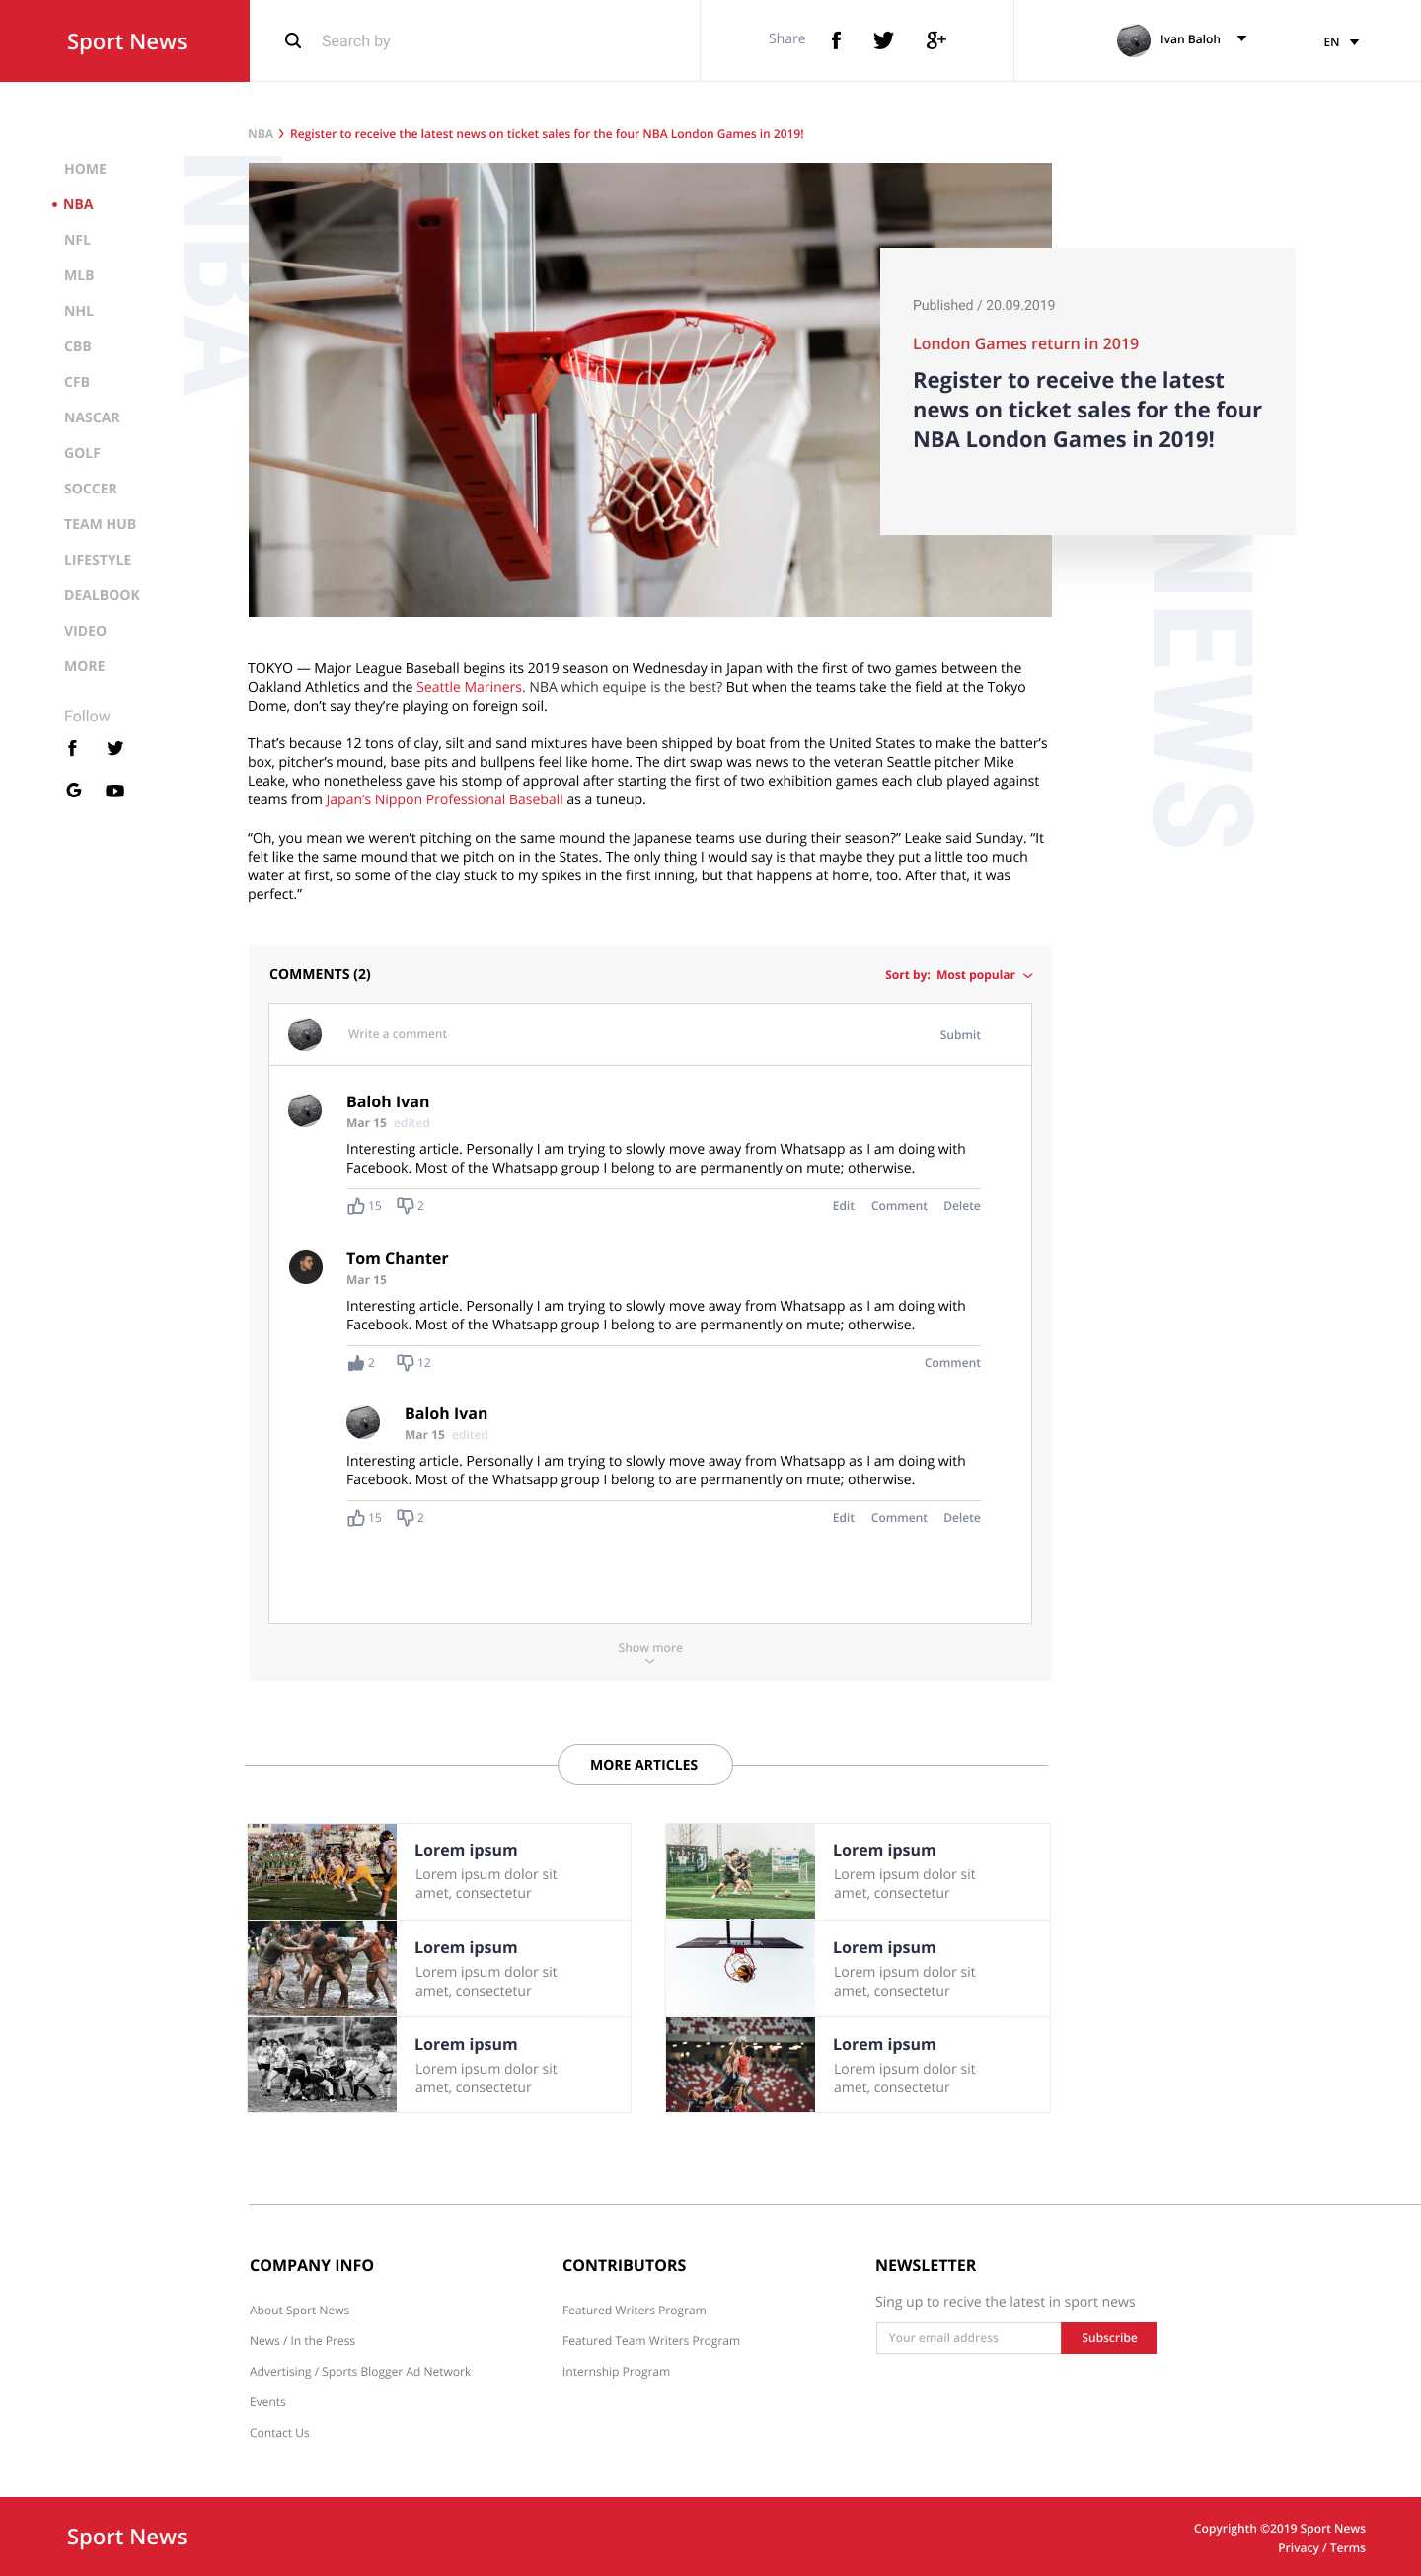 Sport News
Search by
Share
Ivan Baloh
EN
NBA > Register to receive the latest news on ticket sales for the four NBA London Games in 2019!
HOME
NBA
NFL
MLB
NHL
CBB
CFB
NASCAR
GOLF
SOCCER
TEAM HUB
LIFESTYLE
DEALBOOK
VIDEO
MORE
Follow
NBA
Published / 20.09.2019
London Games return in 2019
Register to receive the latest
news on ticket sales for the four
NBA London Games in 2019!
NEWS
TOKYO — Major League Baseball begins its 2019 season on Wednesday in Japan with the first of two games between the
Oakland Athletics and the Seattle Mariners. NBA which equipe is the best? But when the teams take the field at the Tokyo
Dome, don’t say they’re playing on foreign soil.
That’s because 12 tons of clay, silt and sand mixtures have been shipped by boat from the United States to make the batter’s
box, pitcher’s mound, base pits and bullpens feel like home. The dirt swap was news to the veteran Seattle pitcher Mike
Leake, who nonetheless gave his stomp of approval after starting the first of two exhibition games each club played against
teams from Japan’s Nippon Professional Baseball as a tuneup.
“Oh, you mean we weren’t pitching on the same mound the Japanese teams use during their season?” Leake said Sunday. “It
felt like the same mound that we pitch on in the States. The only thing I would say is that maybe they put a little too much
water at first, so some of the clay stuck to my spikes in the first inning, but that happens at home, too. After that, it was
perfect.”
COMMENTS (2)
Sort by: Most popular
Write a comment
Submit
Baloh Ivan
Mar 15 edited
Interesting article. Personally I am trying to slowly move away from Whatsapp as I am doing with
Facebook. Most of the Whatsapp group I belong to are permanently on mute; otherwise.
15 2 Edit Comment Delete
Tom Chanter
Mar 15
Interesting article. Personally I am trying to slowly move away from Whatsapp as I am doing with
Facebook. Most of the Whatsapp group I belong to are permanently on mute; otherwise.
2 12 Comment
Baloh Ivan
Mar 15 edited
Interesting article. Personally I am trying to slowly move away from Whatsapp as I am doing with
Facebook. Most of the Whatsapp group I belong to are permanently on mute; otherwise.
15 2 Edit Comment Delete
Show more
MORE ARTICLES
Lorem ipsum
Lorem ipsum dolor sit
amet, consectetur
Lorem ipsum
Lorem ipsum dolor sit
amet, consectetur
Lorem ipsum
Lorem ipsum dolor sit
amet, consectetur
Lorem ipsum
Lorem ipsum dolor sit
amet, consectetur
Lorem ipsum
Lorem ipsum dolor sit
amet, consectetur
Lorem ipsum
Lorem ipsum dolor sit
amet, consectetur
COMPANY INFO
About Sport News
News / In the Press
Advertising / Sports Blogger Ad Network
Events
Contact Us
CONTRIBUTORS
Featured Writers Program
Featured Team Writers Program
Internship Program
NEWSLETTER
Sing up to recive the latest in sport news
Your email address
Subscribe
Sport News
Copyrighth ©2019 Sport News
Privacy / Terms